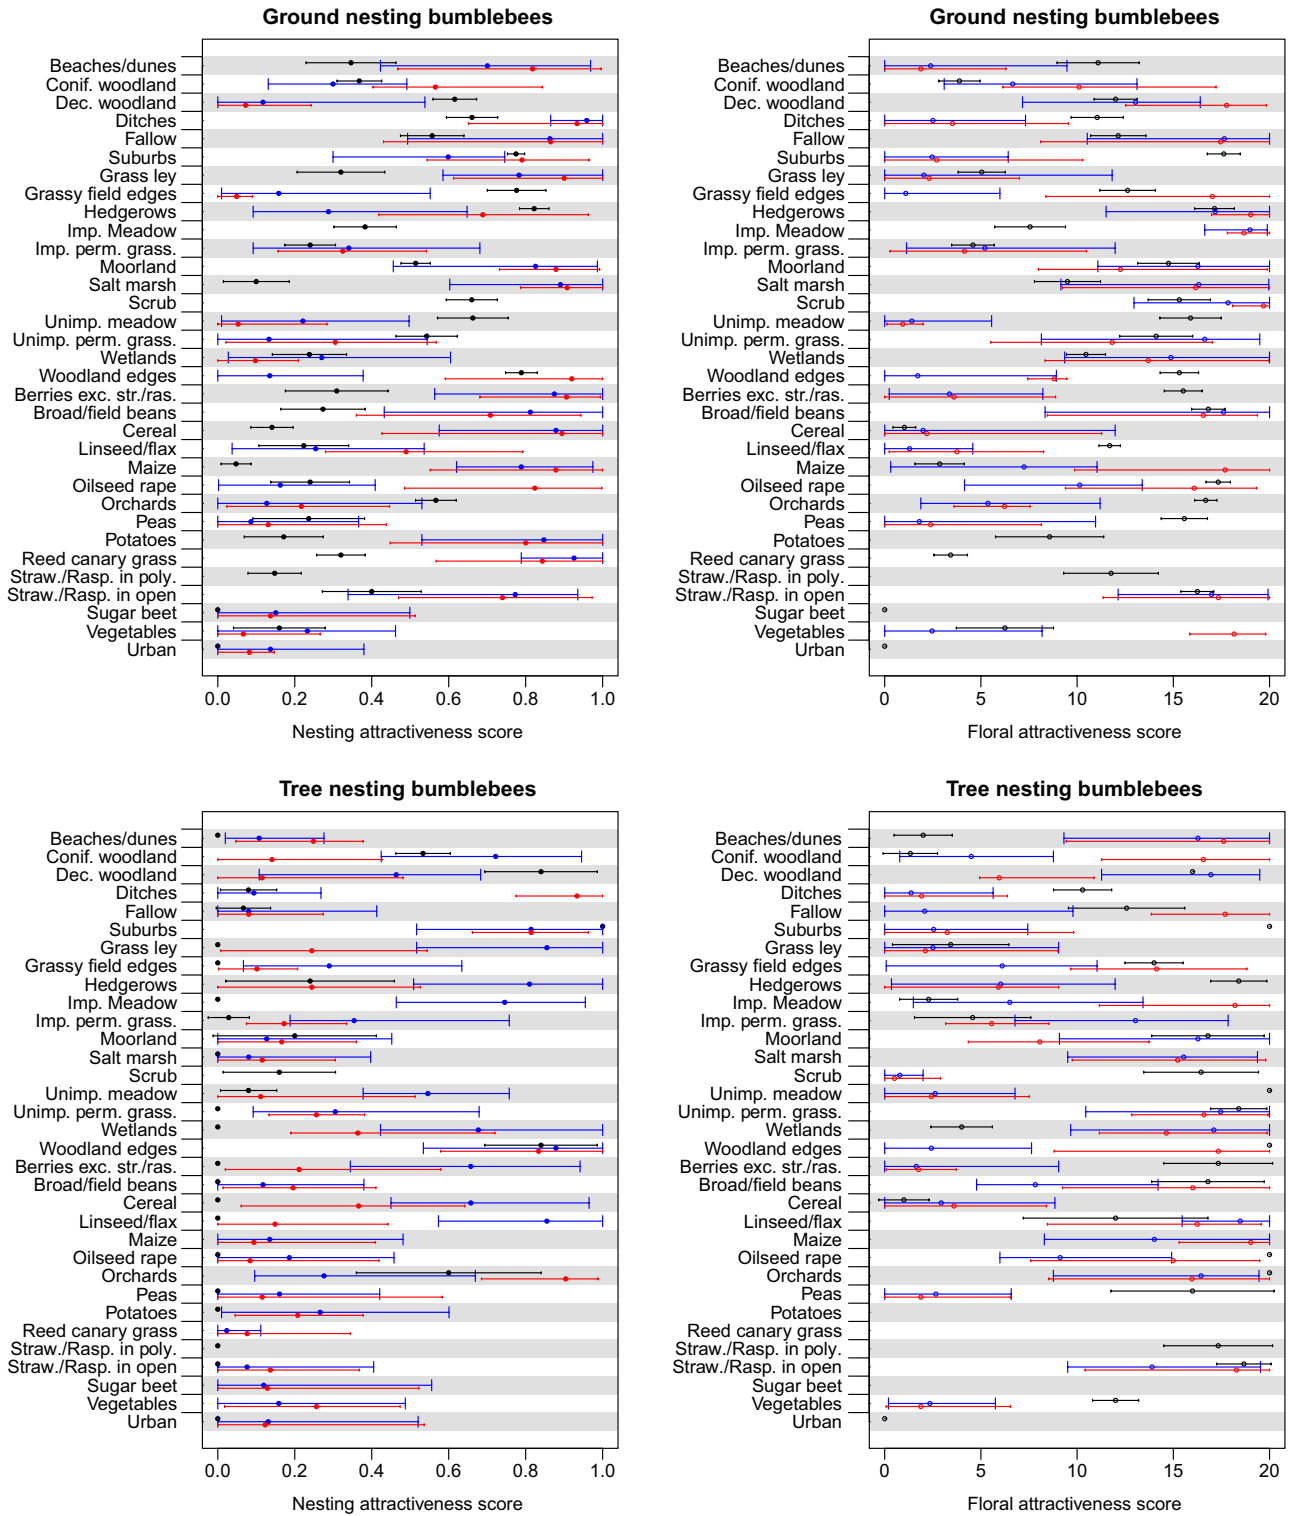 Ground nesting bumblebees
Beaches/dunes
Conif. woodland
Dec. woodland
Ditches
Fallow
Suburbs
Grass ley
Grassy field edges
Hedgerows
Imp. Meadow
Imp. perm. grass.
Moorland
Salt marsh
Scrub
Unimp. meadow
Unimp. perm. grass.
Wetlands
Woodland edges
Berries exc. str./ras.
Broad/field beans
Cereal
Linseed/flax
Maize
Oilseed rape
Orchards
Peas
Potatoes
Reed canary grass
Straw./Rasp. in poly.
Straw./Rasp. in open
Sugar beet
Vegetables
Urban
0.0 0.2 0.4 0.6 0.8 1.0
Nesting attractiveness score
Ground nesting bumblebees
Beaches/dunes
Conif. woodland
Dec. woodland
Ditches
Fallow
Suburbs
Grass ley
Grassy field edges
Hedgerows
Imp. Meadow
Imp. perm. grass.
Moorland
Salt marsh
Scrub
Unimp. meadow
Unimp. perm. grass.
Wetlands
Woodland edges
Berries exc. str./ras.
Broad/field beans
Cereal
Linseed/flax
Maize
Oilseed rape
Orchards
Peas
Potatoes
Reed canary grass
Straw./Rasp. in poly.
Straw./Rasp. in open
Sugar beet
Vegetables
Urban
0 5 10 15 20
Floral attractiveness score
Tree nesting bumblebees
Beaches/dunes
Conif. woodland
Dec. woodland
Ditches
Fallow
Suburbs
Grass ley
Grassy field edges
Hedgerows
Imp. Meadow
Imp. perm. grass.
Moorland
Salt marsh
Scrub
Unimp. meadow
Unimp. perm. grass.
Wetlands
Woodland edges
Berries exc. str./ras.
Broad/field beans
Cereal
Linseed/flax
Maize
Oilseed rape
Orchards
Peas
Potatoes
Reed canary grass
Straw./Rasp. in poly.
Straw./Rasp. in open
Sugar beet
Vegetables
Urban
0.0 0.2 0.4 0.6 0.8 1.0
Nesting attractiveness score
Tree nesting bumblebees
Beaches/dunes
Conif. woodland
Dec. woodland
Ditches
Fallow
Suburbs
Grass ley
Grassy field edges
Hedgerows
Imp. Meadow
Imp. perm. grass.
Moorland
Salt marsh
Scrub
Unimp. meadow
Unimp. perm. grass.
Wetlands
Woodland edges
Berries exc. str./ras.
Broad/field beans
Cereal
Linseed/flax
Maize
Oilseed rape
Orchards
Peas
Potatoes
Reed canary grass
Straw./Rasp. in poly.
Straw./Rasp. in open
Sugar beet
Vegetables
Urban
0 5 10 15 20
Floral attractiveness score